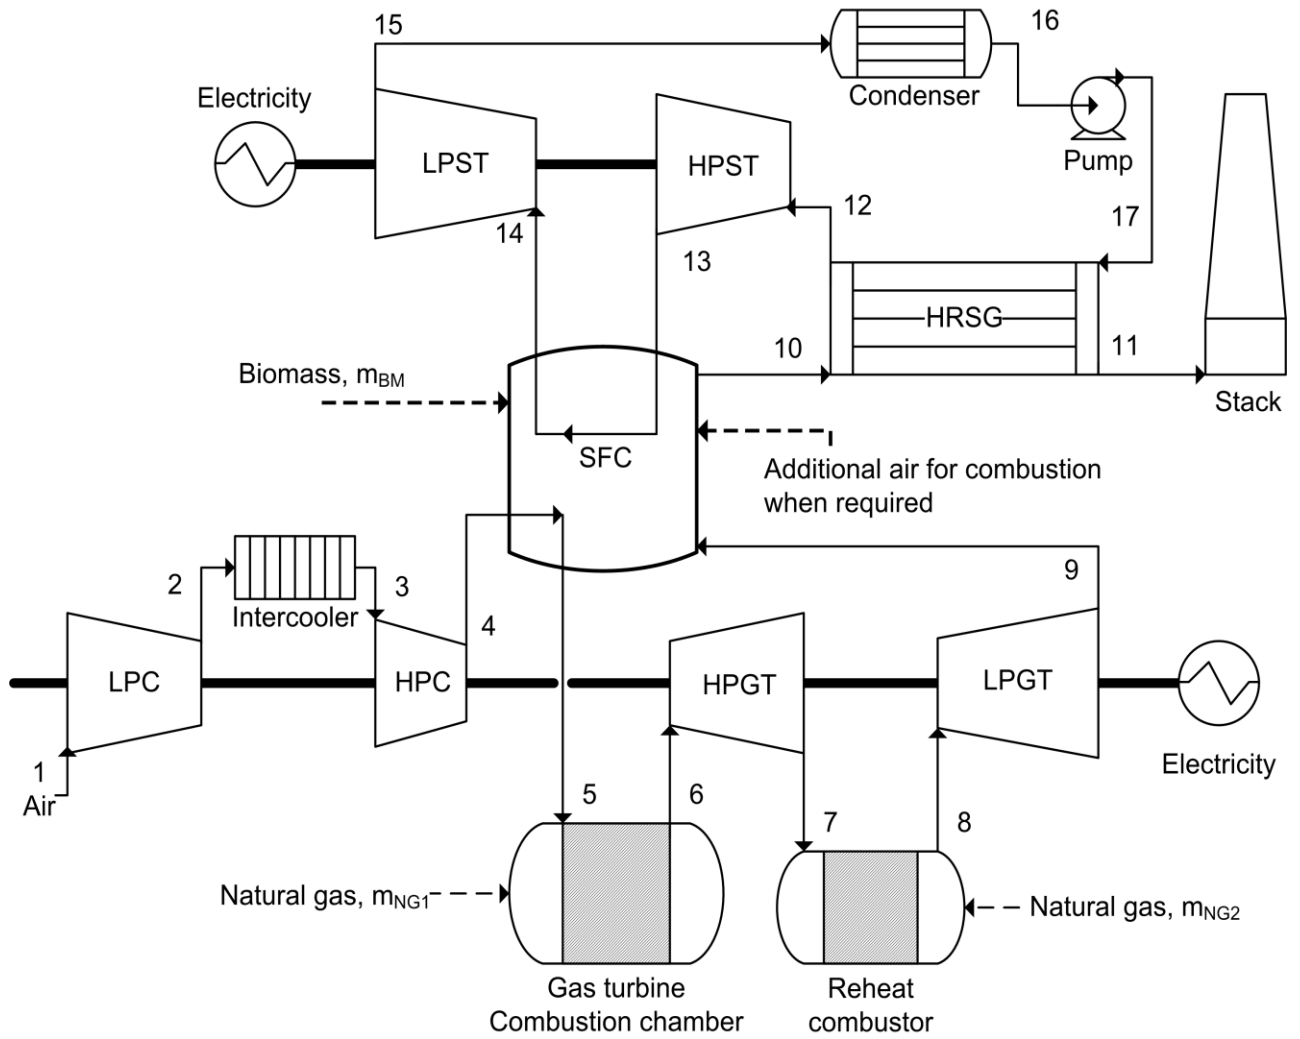 15
16
Electricity
Condenser
LPST
HPST
Pump
12
17
14
13
HRSG
10
11
Biomass, mBM
Stack
SFC
Additional air for combustion
when required
2
3
9
Intercooler
4
LPC
HPC
HPGT
LPGT
1
Air
Electricity
5
6
7
8
Natural gas, mNG1
Natural gas, mNG2
Gas turbine
Combustion chamber
Reheat
combustor